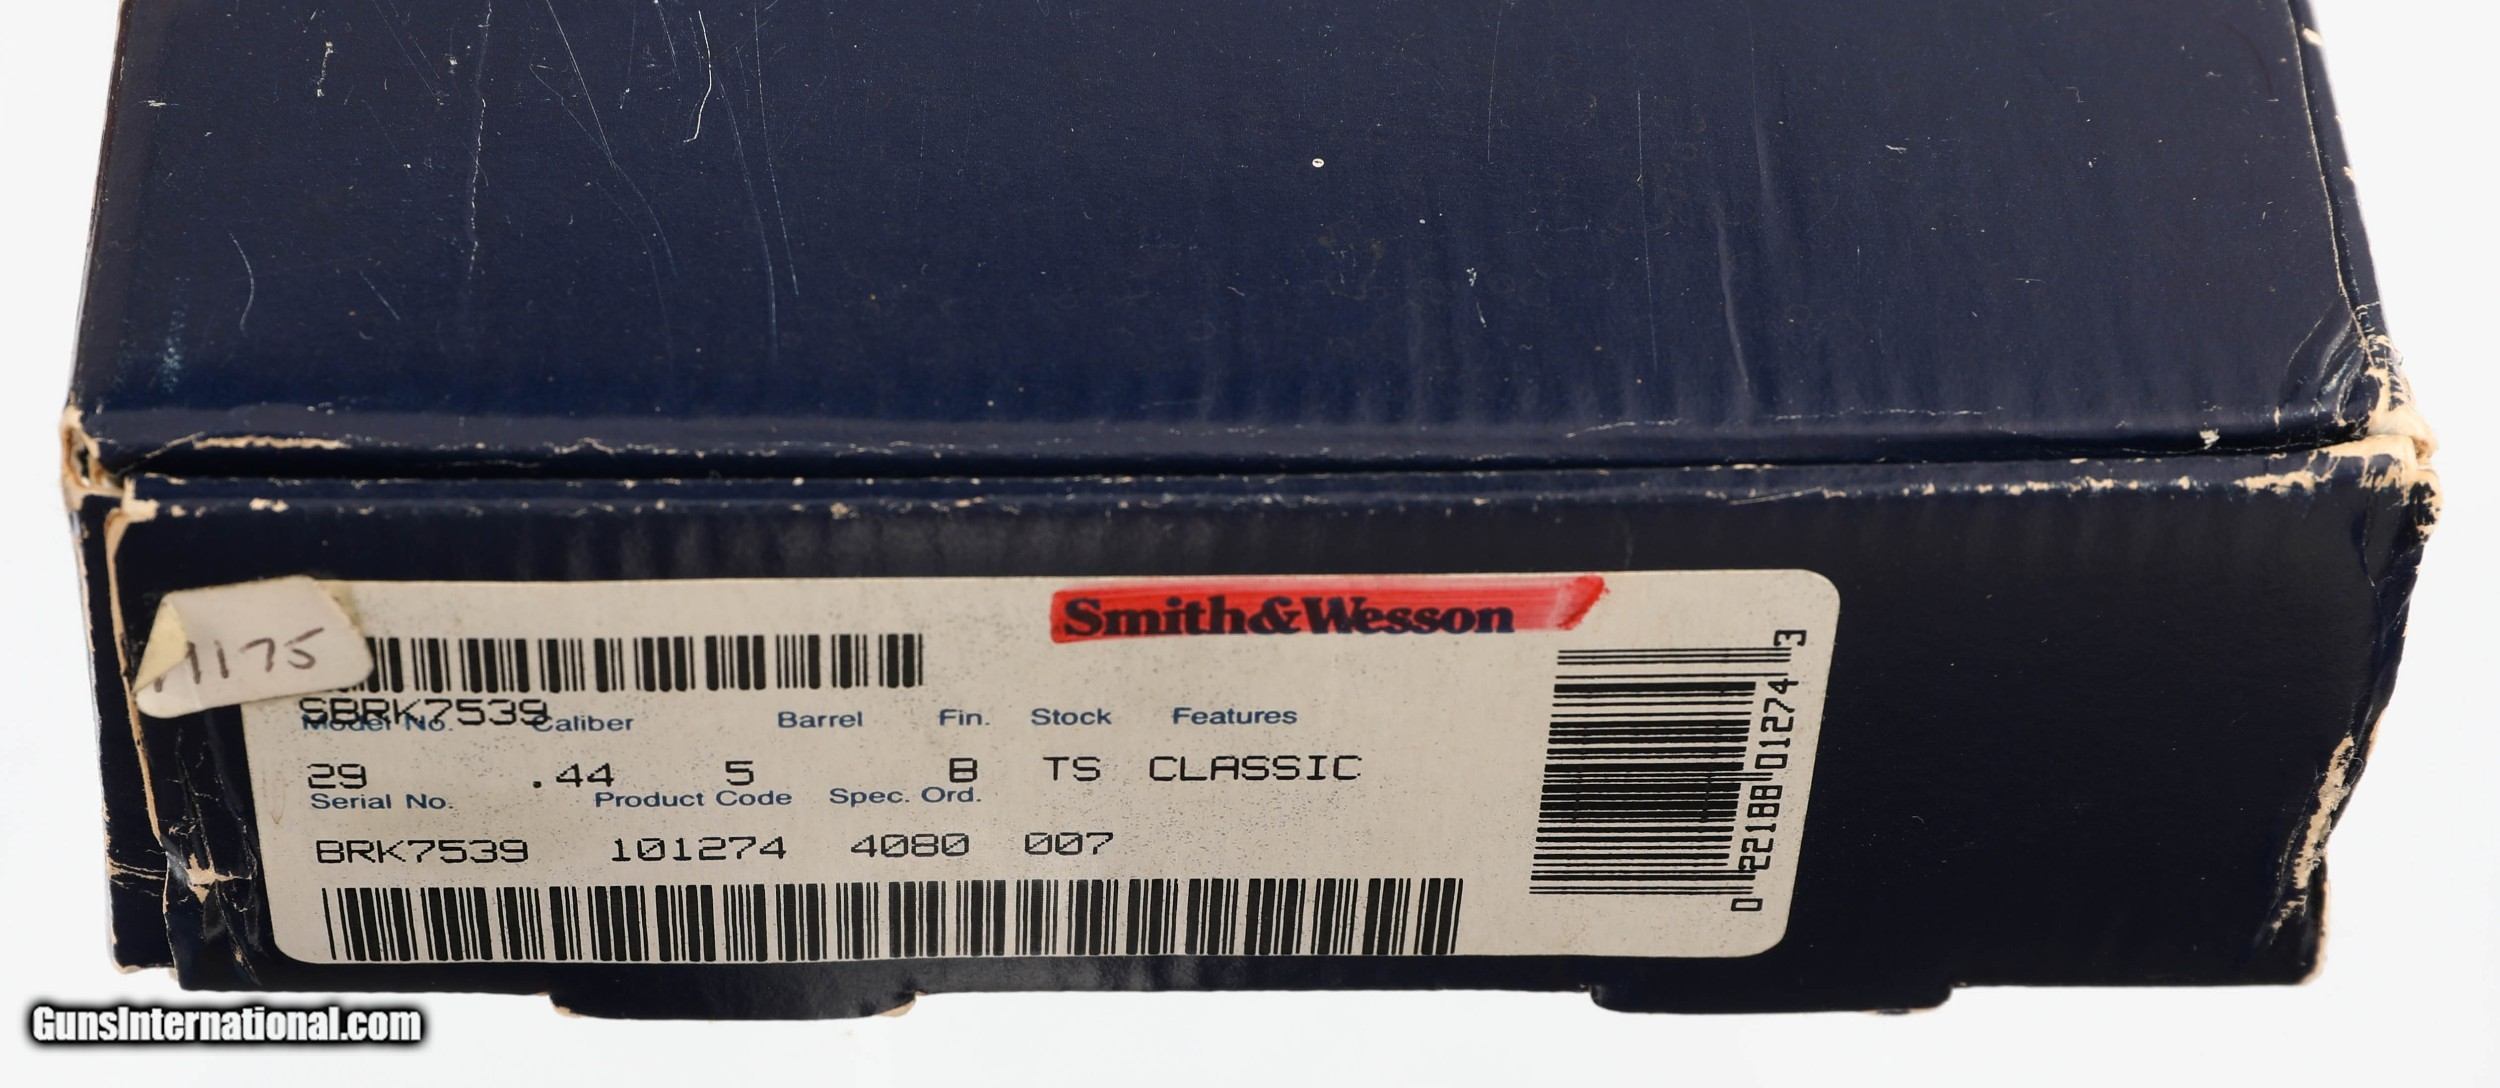 Smith&Wesson
1175
SBRK7539
Model No. Caliber Barrel Fin. Stock Features
29 .44 5 B TS CLASSIC
Serial No. Product Code Spec. Ord.
BRK7539 101274 4080 007
0 22188 01274 3
GunsInternational.com